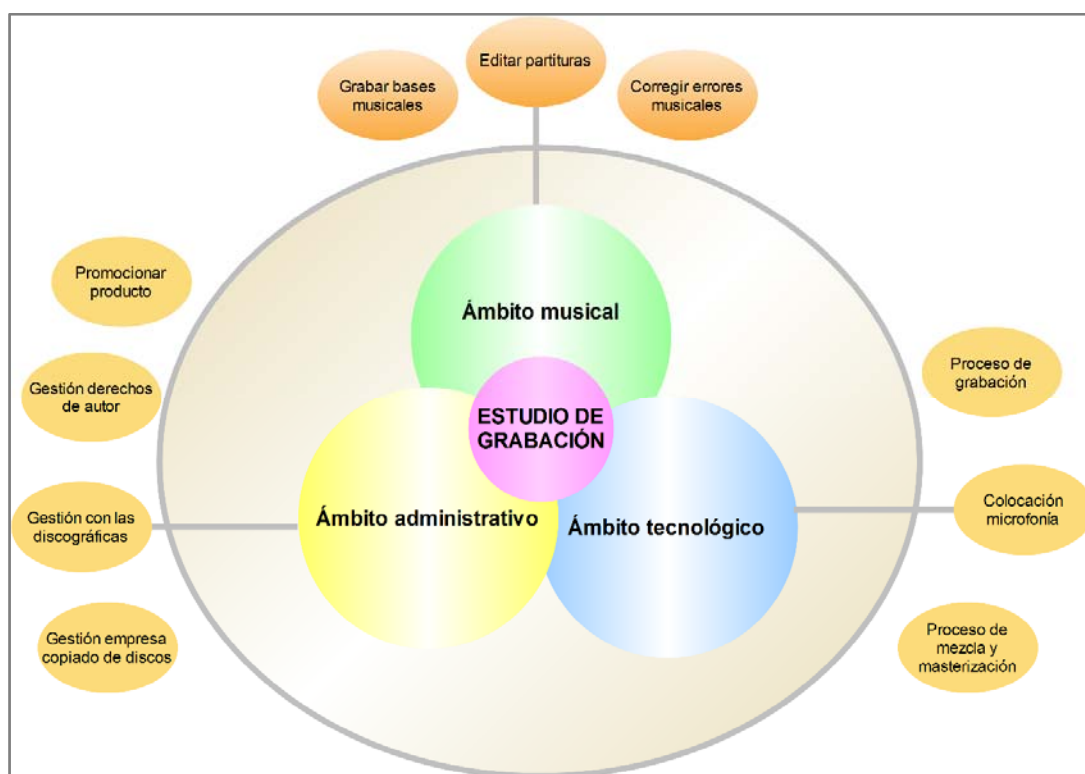 Editar partituras
Grabar bases
musicales
Corregir errores
musicales
Promocionar
producto
Ámbito musical
Gestión derechos
de autor
Proceso de
grabación
ESTUDIO DE
GRABACIÓN
Gestión con las
discográficas
Ámbito administrativo
Ámbito tecnológico
Colocación
microfonía
Gestión empresa
copiado de discos
Proceso de
mezcla y
masterización